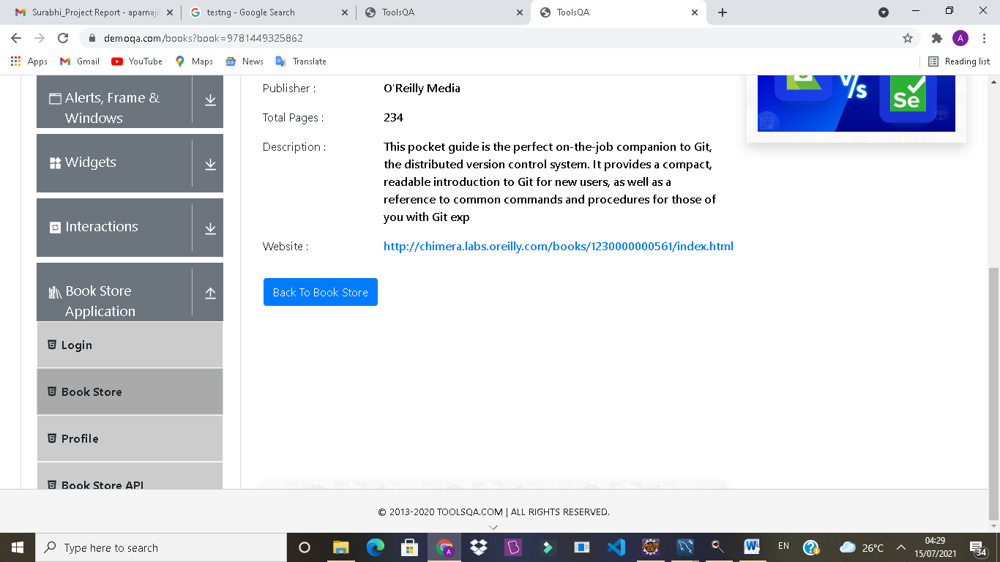 Surabhi_Project Report - aparnaji
testng - Google Search
ToolsQA
ToolsQA
demoqa.com/books?book=9781449325862
A
Apps
Gmail
YouTube
Maps
News
Translate
Reading list
Alerts, Frame &
Windows
Widgets
Interactions
Book Store
Application
Login
Book Store
Profile
Book Store API
Publisher :
O'Reilly Media
Total Pages :
234
Description :
This pocket guide is the perfect on-the-job companion to Git,
the distributed version control system. It provides a compact,
readable introduction to Git for new users, as well as a
reference to common commands and procedures for those of
you with Git exp
Website :
http://chimera.labs.oreilly.com/books/1230000000561/index.html
Back To Book Store
V/s
Se
© 2013-2020 TOOLSQA.COM | ALL RIGHTS RESERVED.
Type here to search
A
EN
26°C
04:29
15/07/2021
34